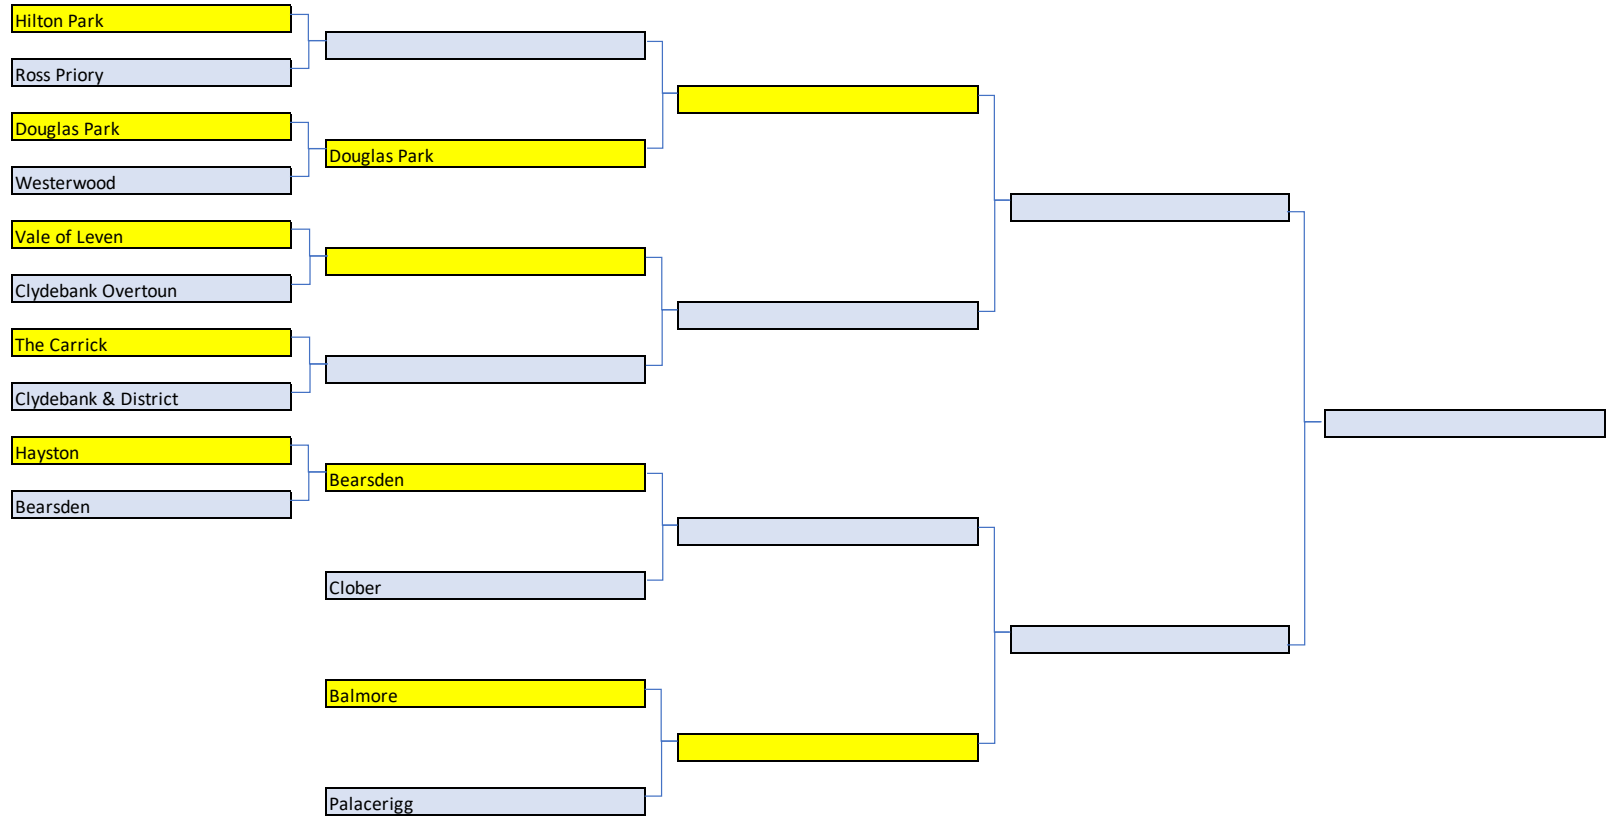 Hilton Park
Ross Priory
Douglas Park
Douglas Park
Westerwood
Vale of Leven
Clydebank Overtoun
The Carrick
Clydebank & District
Hayston
Bearsden
Bearsden
Clober
Balmore
Palacerigg